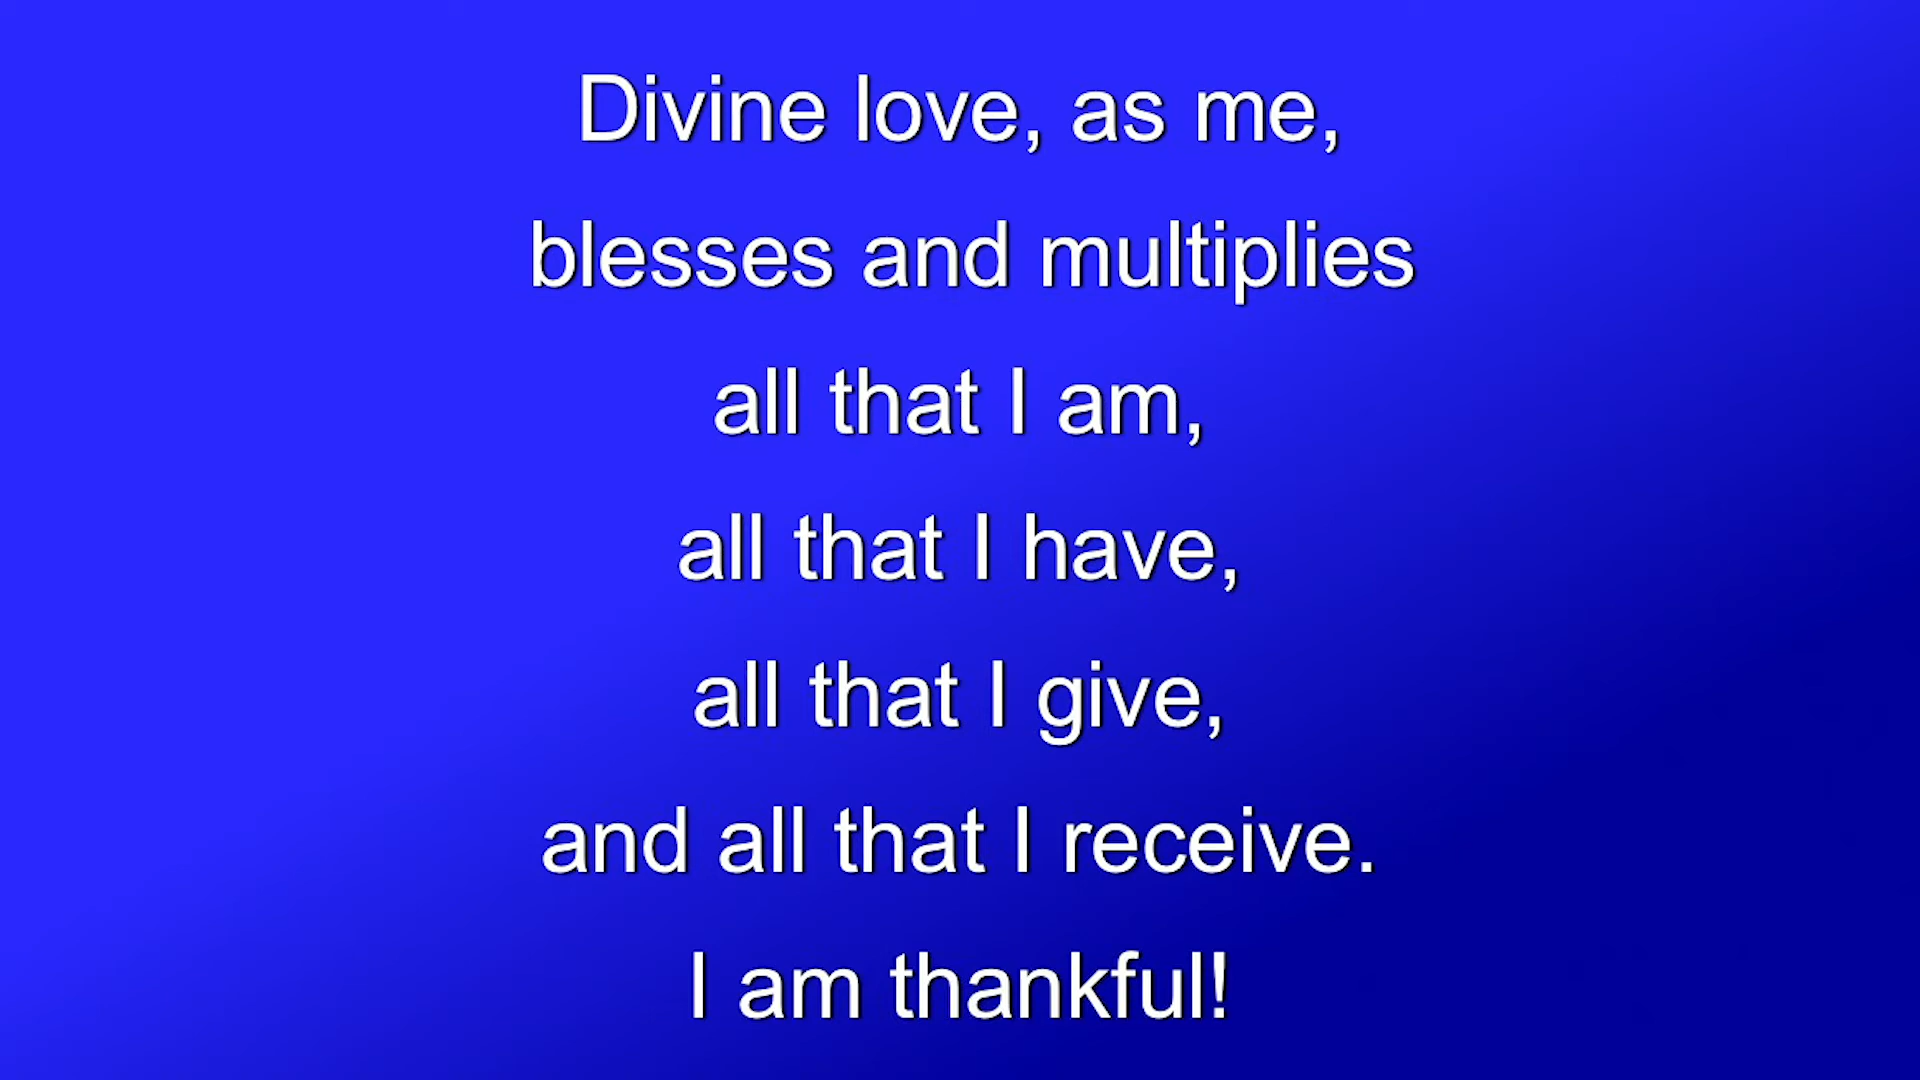 Divine love, as me,
blesses and multiplies
all that I am,
all that I have,
all that I give,
and all that I receive.
I am thankful!